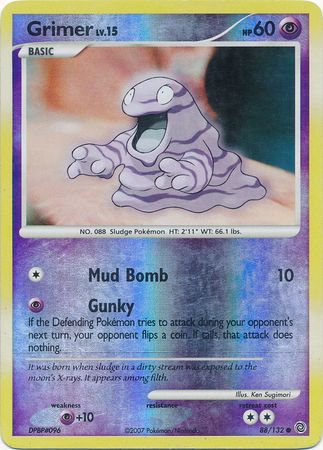 Grimer LV.15 HP 60
BASIC
NO. 088 Sludge Pokémon HT: 2'11" WT: 66.1 lbs.
Mud Bomb 10
Gunky
If the Defending Pokémon tries to attack during your opponent's
next turn, your opponent flips a coin. If tails, that attack
does nothing.
It was born when sludge in a dirty stream was exposed to the
moon's X-rays. It appears among filth.
Illus. Ken Sugimori
weakness resistance retreat cost
+10
DPBP#096 ©2007 Pokémon/Nintendo 88/132